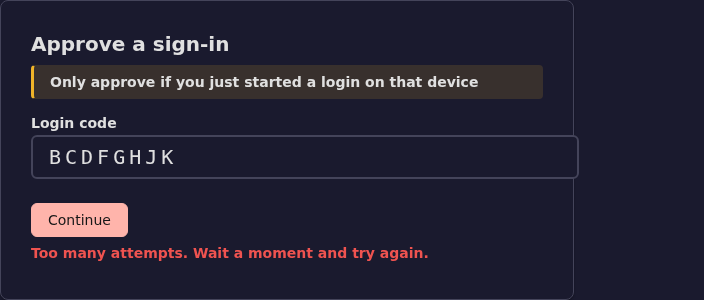 Approve a sign-in
Only approve if you just started a login on that device
Login code
BCDFGHJK
Continue
Too many attempts. Wait a moment and try again.